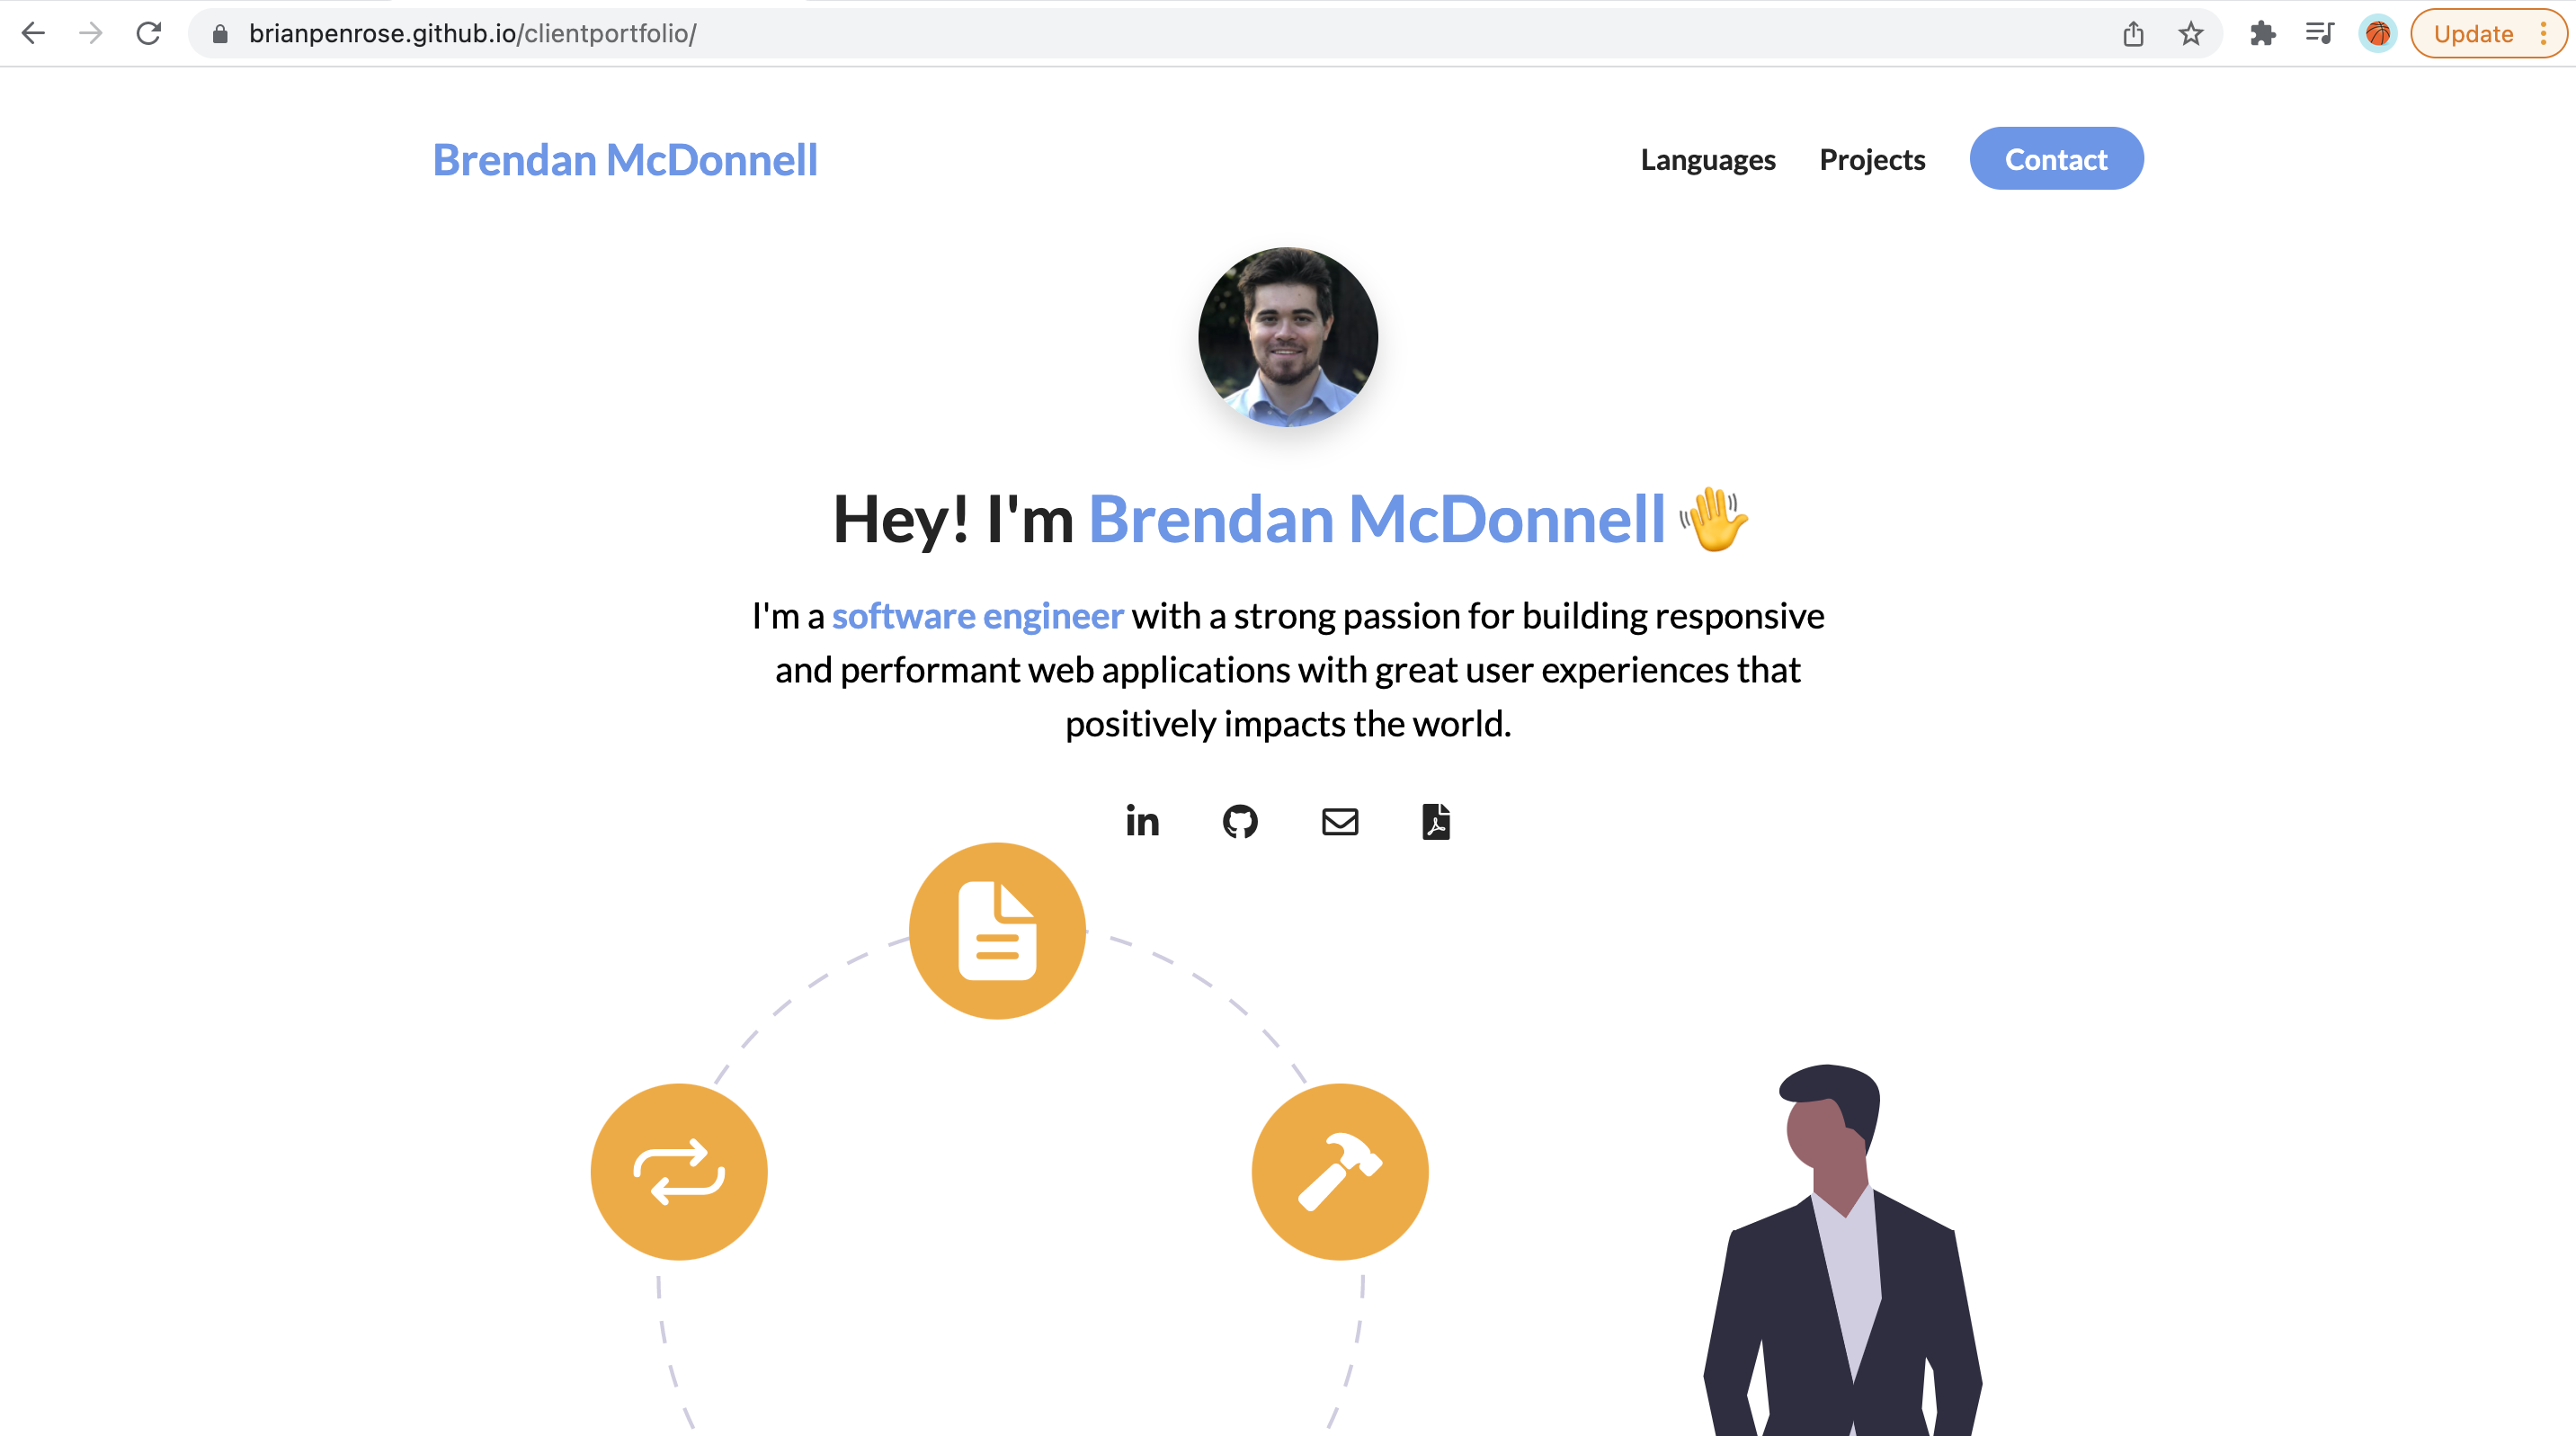 brianpenrose.github.io/clientportfolio/
Update
Brendan McDonnell
Languages
Projects
Contact
Hey! I'm Brendan McDonnell 👋
I'm a software engineer with a strong passion for building responsive
and performant web applications with great user experiences that
positively impacts the world.
in